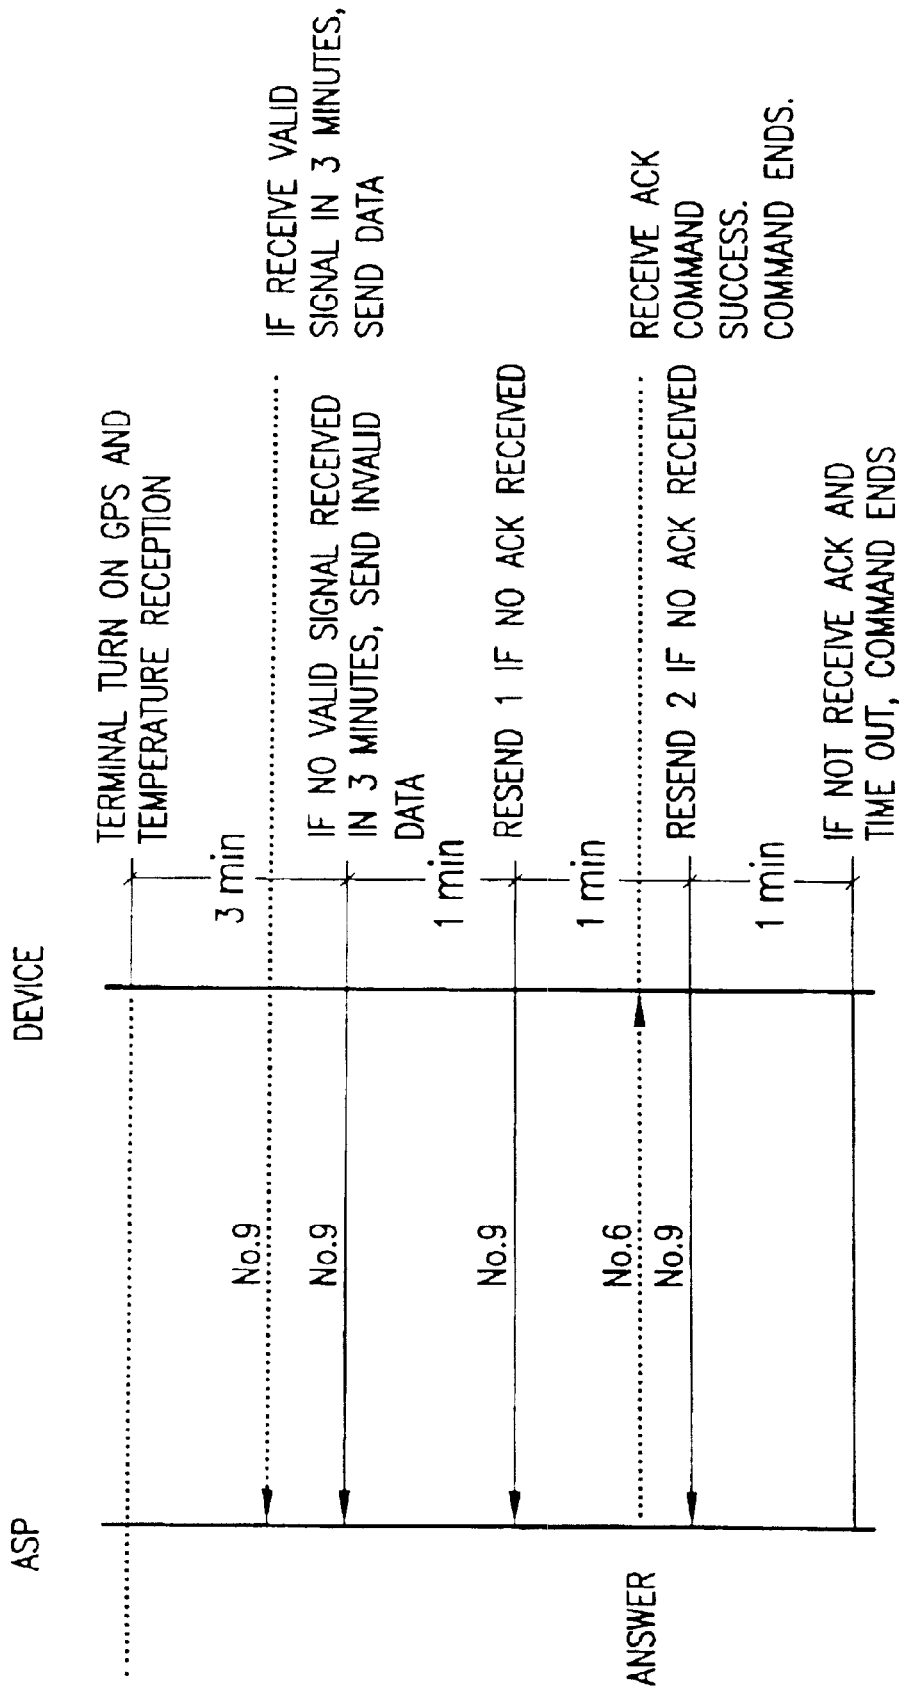 ASP
DEVICE
TERMINAL TURN ON GPS AND
TEMPERATURE RECEPTION
3 min
No.9
IF RECEIVE VALID
SIGNAL IN 3 MINUTES,
SEND DATA
No.9
IF NO VALID SIGNAL RECEIVED
IN 3 MINUTES, SEND INVALID
DATA
1 min
No.9
RESEND 1 IF NO ACK RECEIVED
1 min
ANSWER
No.6
RECEIVE ACK
COMMAND
SUCCESS.
COMMAND ENDS.
No.9
RESEND 2 IF NO ACK RECEIVED
1 min
IF NOT RECEIVE ACK AND
TIME OUT, COMMAND ENDS